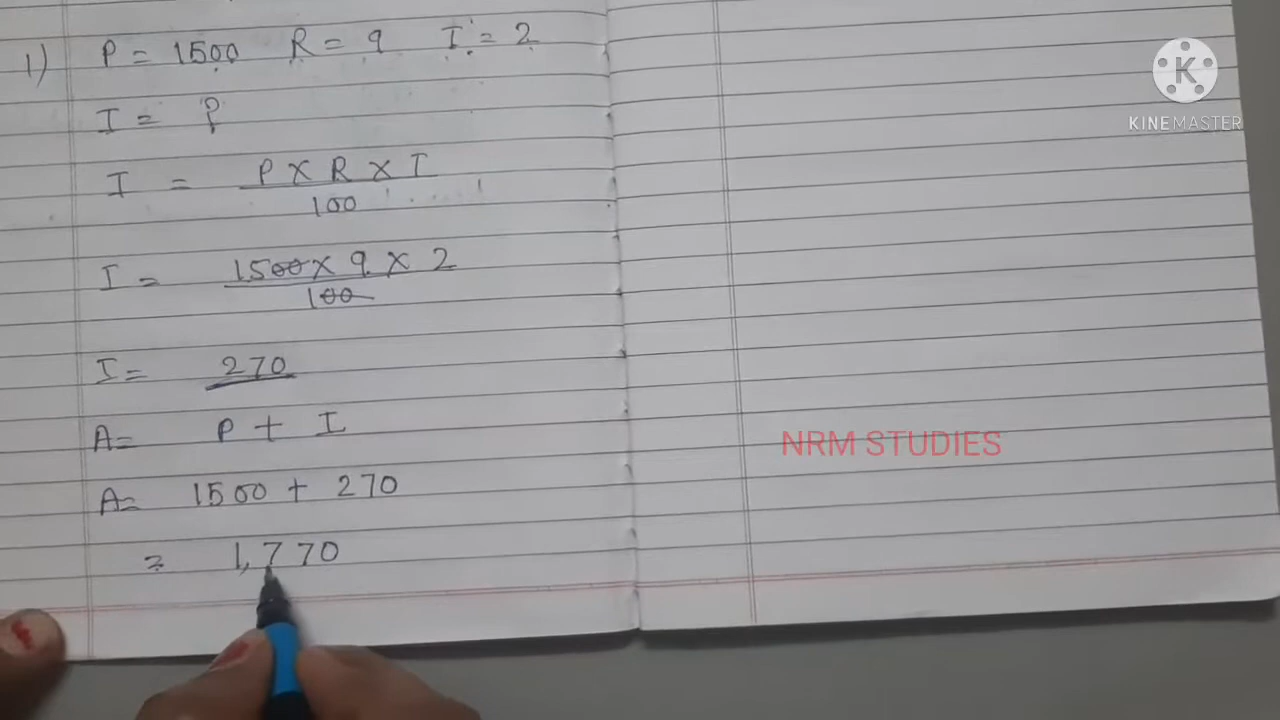 1) P = 1500 R = 9 I = 2
I = ?
I = P X R X I
100
I = 1500 X 9 X 2
100
I = 270
A = P + I
A = 1500 + 270
= 1,770
K
KINEMASTER
NRM STUDIES